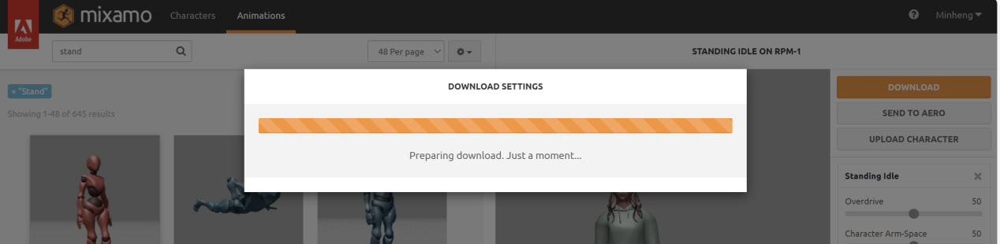 Adobe
mixamo
Characters
Animations
Minheng
stand
48 Per page
STANDING IDLE ON RPM-1
DOWNLOAD SETTINGS
× "Stand"
DOWNLOAD
Showing 1-48 of 645 results
SEND TO AERO
Preparing download. Just a moment...
UPLOAD CHARACTER
Standing Idle
Overdrive 50
Character Arm-Space 50